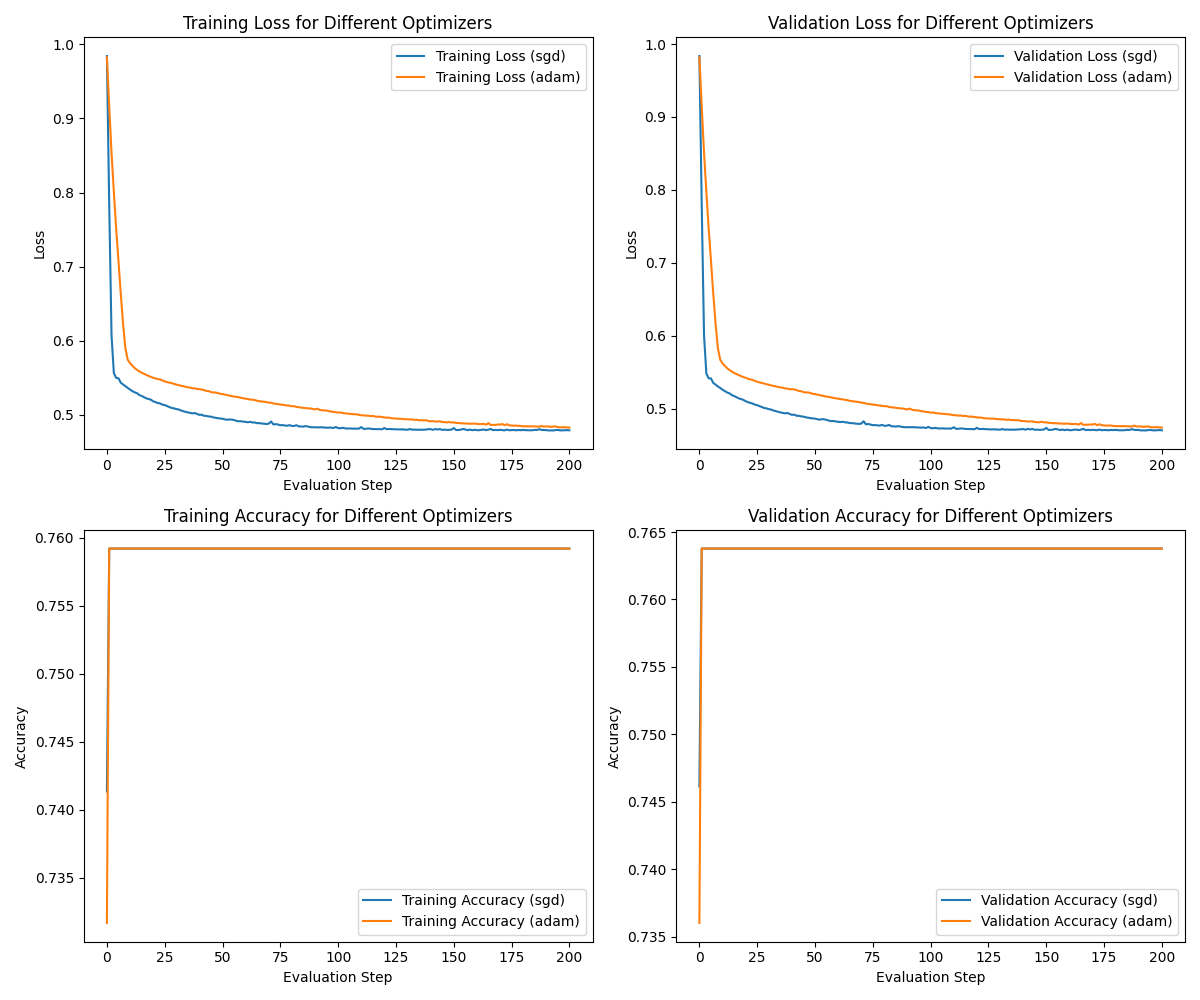 Training Loss for Different Optimizers
Training Loss (sgd)
Training Loss (adam)
1.0
0.9
0.8
0.7
0.6
0.5
Loss
0 25 50 75 100 125 150 175 200
Evaluation Step
Validation Loss for Different Optimizers
Validation Loss (sgd)
Validation Loss (adam)
1.0
0.9
0.8
0.7
0.6
0.5
Loss
0 25 50 75 100 125 150 175 200
Evaluation Step
Training Accuracy for Different Optimizers
0.760
0.755
0.750
0.745
0.740
0.735
Accuracy
Training Accuracy (sgd)
Training Accuracy (adam)
0 25 50 75 100 125 150 175 200
Evaluation Step
Validation Accuracy for Different Optimizers
0.765
0.760
0.755
0.750
0.745
0.740
0.735
Accuracy
Validation Accuracy (sgd)
Validation Accuracy (adam)
0 25 50 75 100 125 150 175 200
Evaluation Step